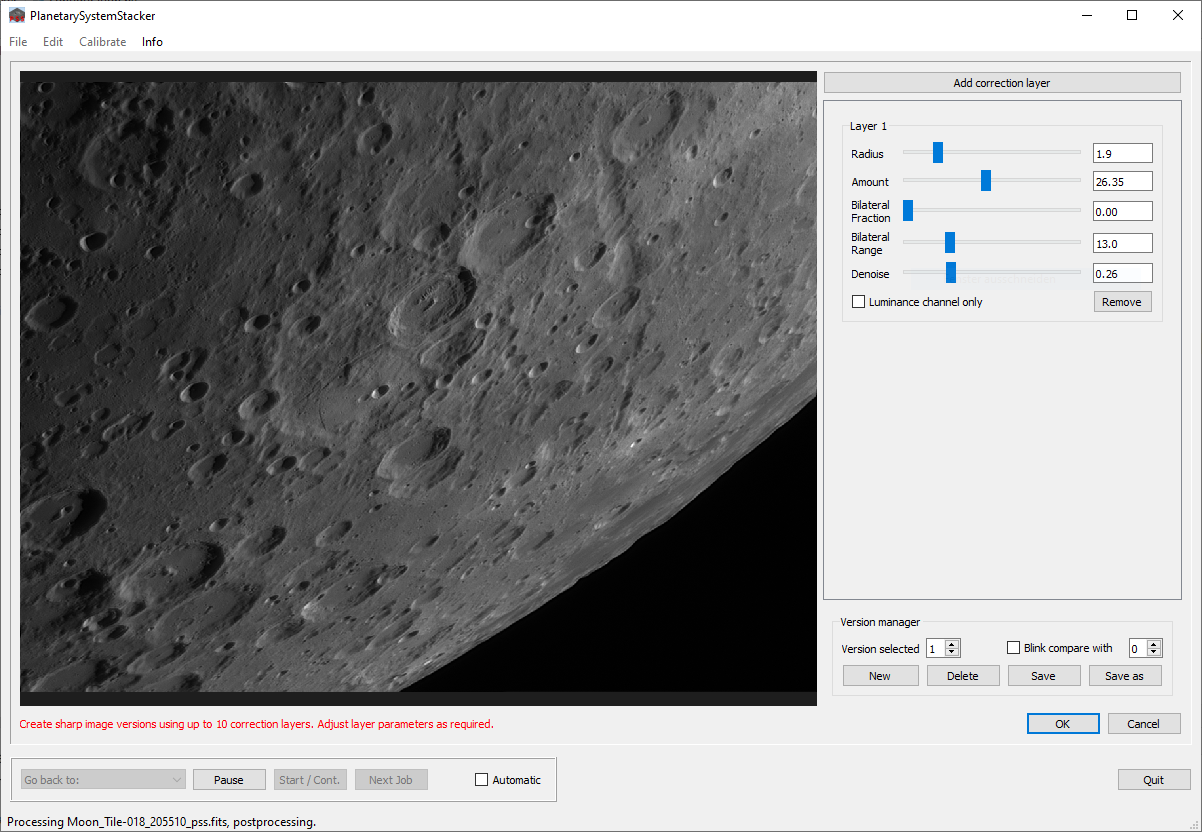 PlanetarySystemStacker
File Edit Calibrate Info
Add correction layer
Layer 1
Radius 1.9
Amount 26.35
Bilateral
Fraction 0.00
Bilateral
Range 13.0
Denoise 0.26
Luminance channel only Remove
Version manager
Version selected 1 Blink compare with 0
New Delete Save Save as
Create sharp image versions using up to 10 correction layers. Adjust layer parameters as required.
OK Cancel
Go back to: Pause Start / Cont. Next Job Automatic Quit
Processing Moon_Tile-018_205510_pss.fits, postprocessing.